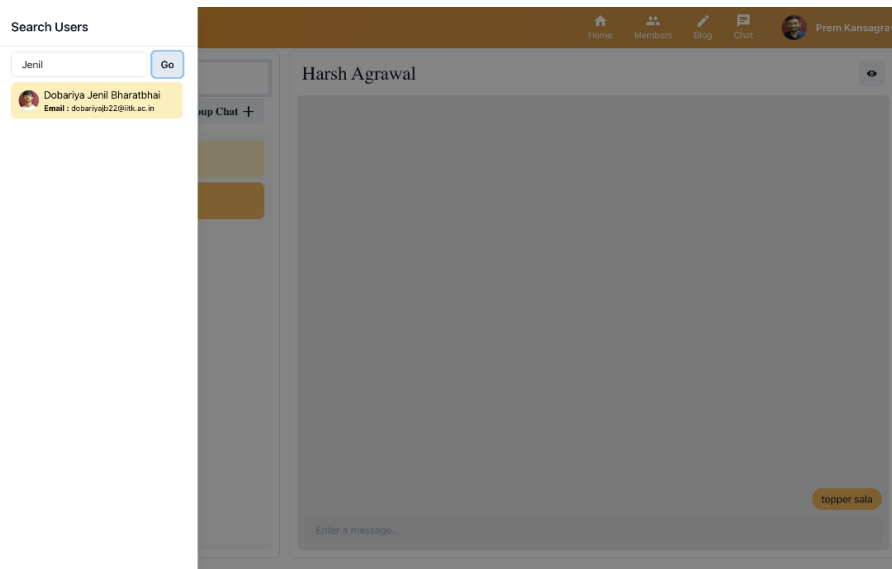 Search Users
Jenil
Go
Dobariya Jenil Bharatbhai
Email : dobariyajb22@iitk.ac.in
Home
Members
Blog
Chat
Prem Kansagra
oup Chat +
Harsh Agrawal
topper sala
Enter a message..